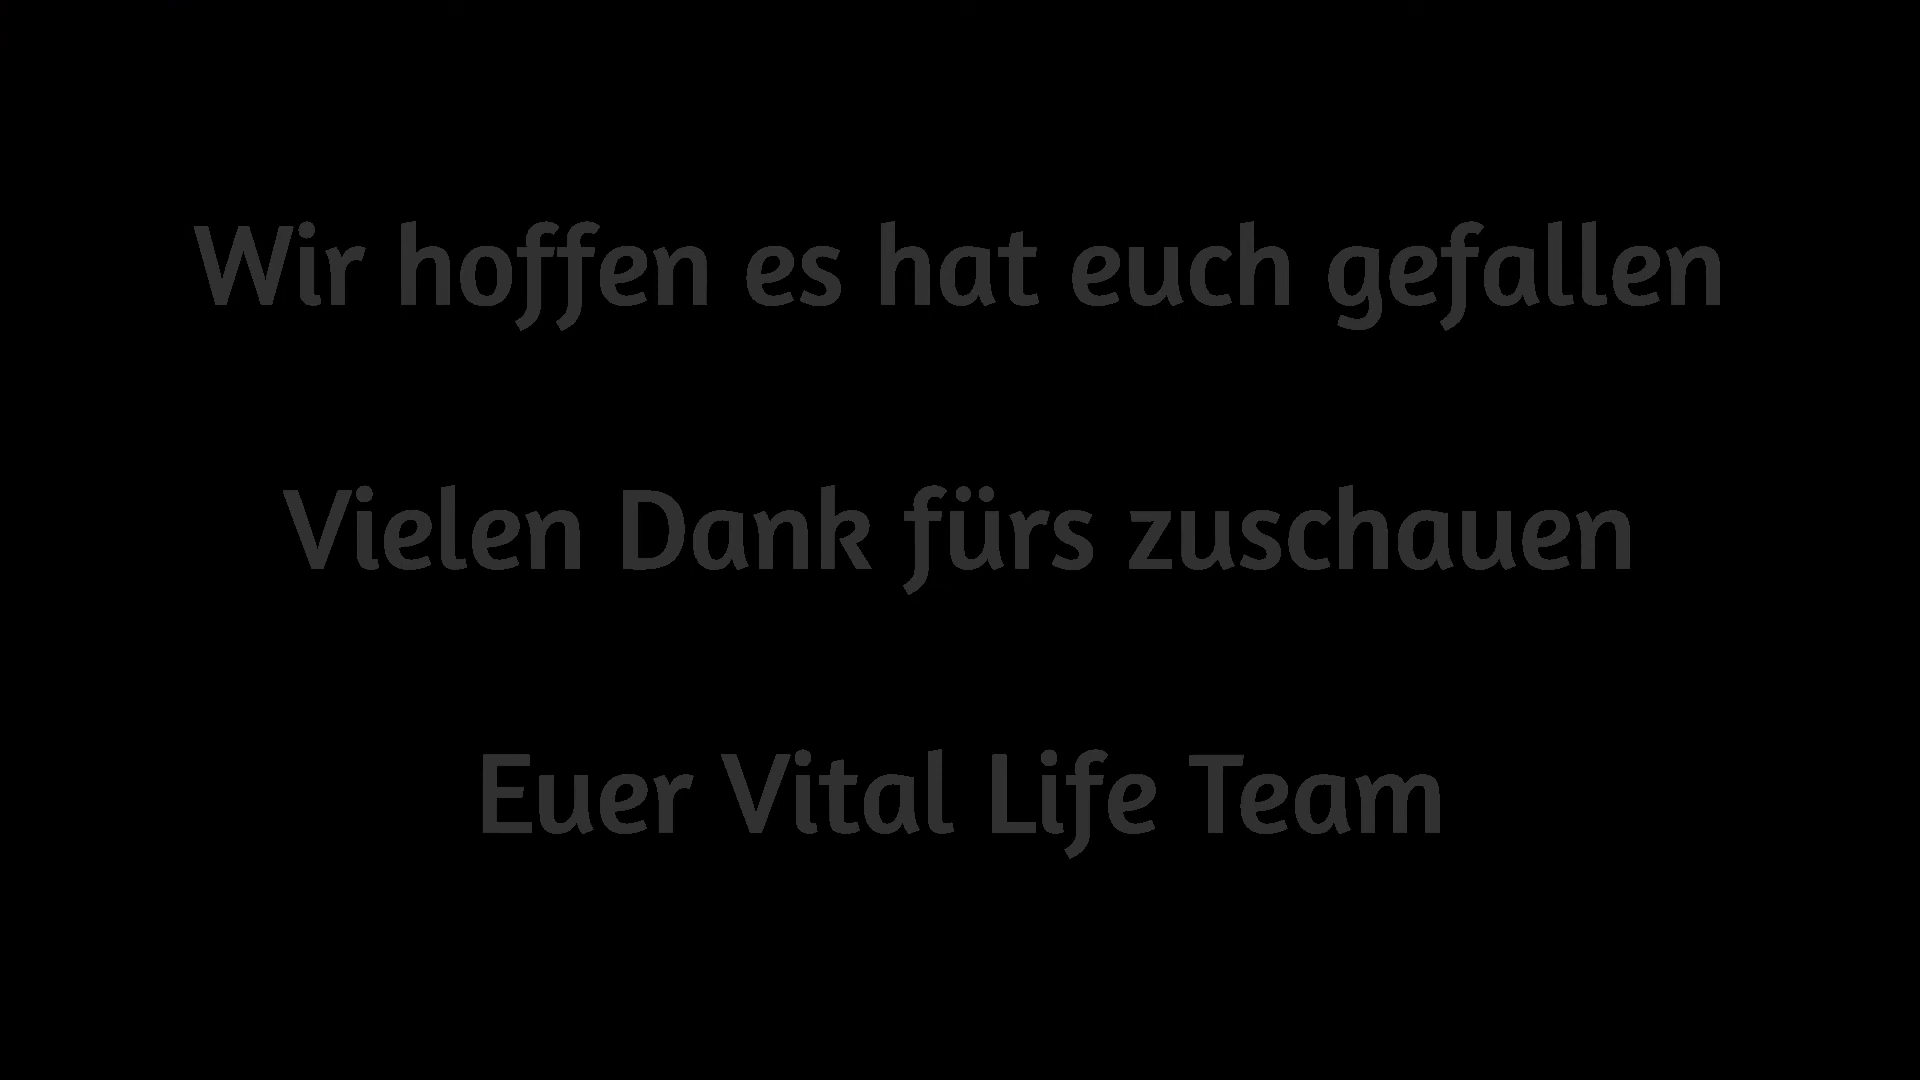 Wir hoffen es hat euch gefallen
Vielen Dank fürs zuschauen
Euer Vital Life Team